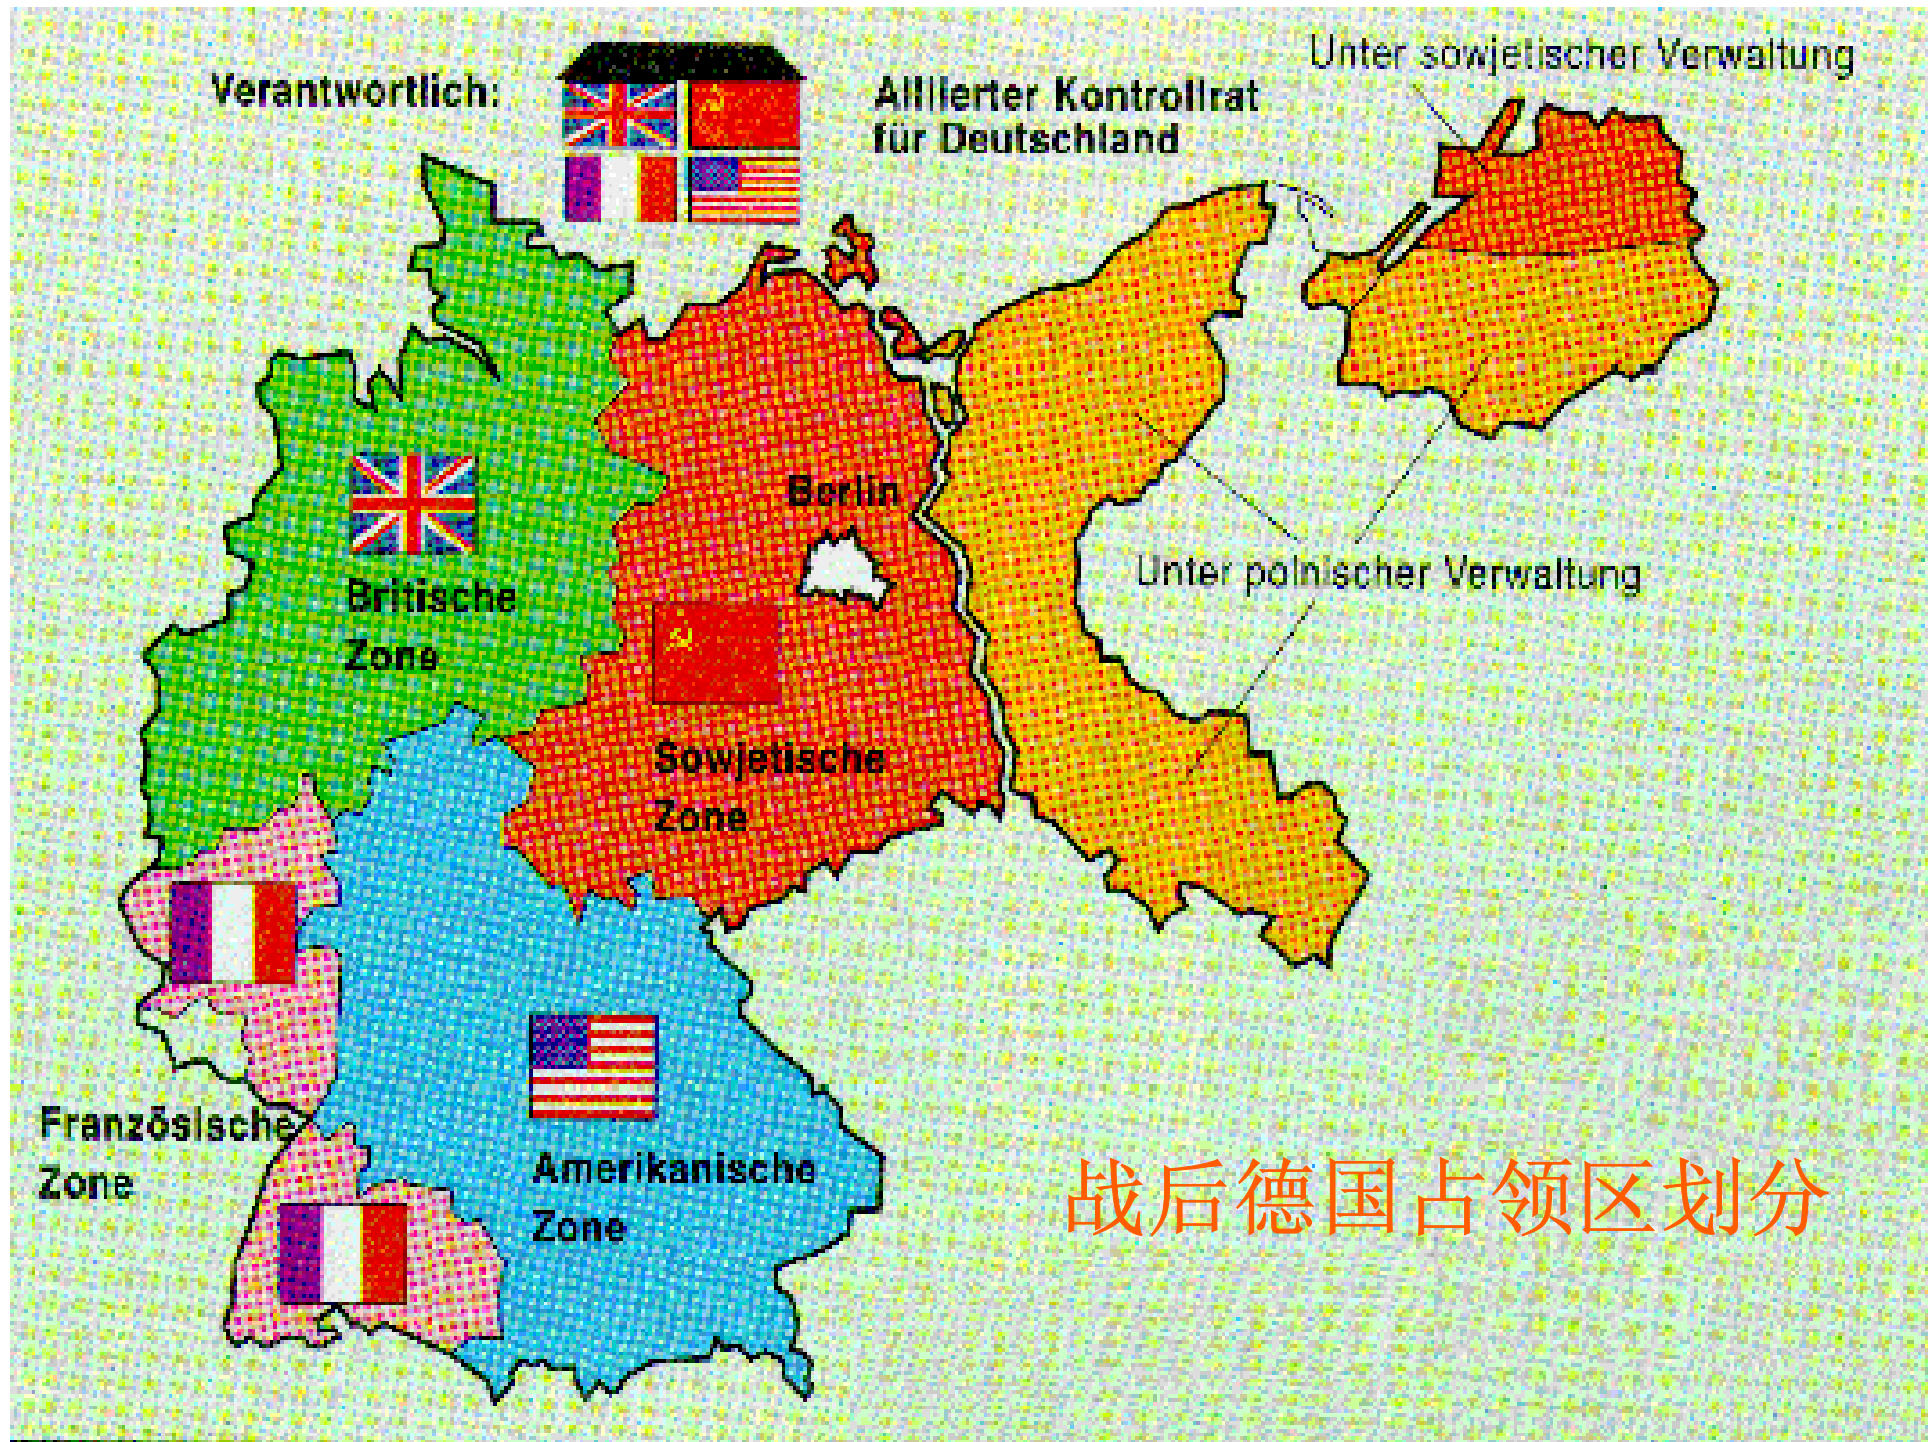 Unter sowjetischer Verwaltung
Verantwortlich:
Alliierter Kontrollrat
für Deutschland
Berlin
Britische
Zone
Unter polnischer Verwaltung
Sowjetische
Zone
Französische
Zone
Amerikanische
Zone
战后德国占领区划分